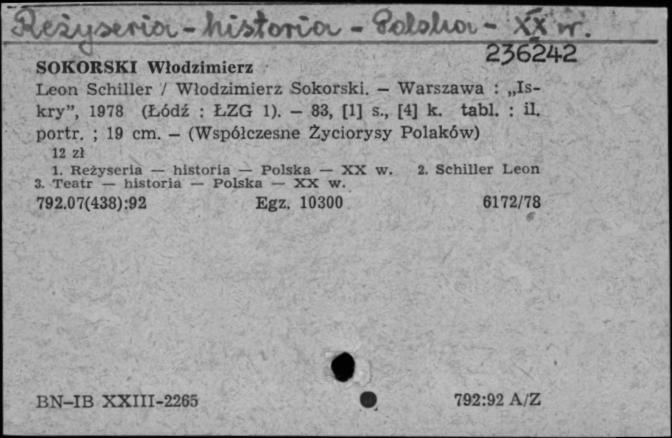 Reżyseria - historia - Polska - XX w.
236242
SOKORSKI Włodzimierz
Leon Schiller / Włodzimierz Sokorski. — Warszawa : „Is-
kry”, 1978 (Łódź : ŁZG 1). — 83, [1] s., [4] k. tabl. : il.
portr. ; 19 cm. — (Współczesne Życiorysy Polaków)
12 zł
1. Reżyseria — historia — Polska — XX w. 2. Schiller Leon
3. Teatr — historia — Polska — XX w.
792.07(438):92 Egz. 10300 6172/78
BN–IB XXIII-2265 792:92 A/Z